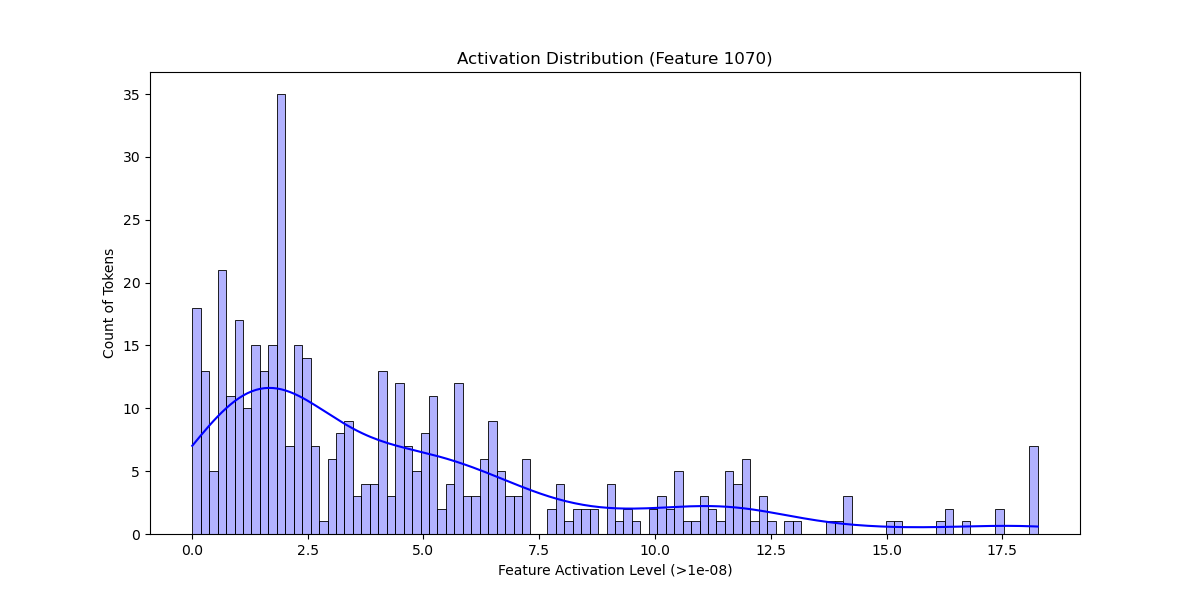 Activation Distribution (Feature 1070)
35
30
25
20
15
10
5
0
Count of Tokens
0.0 2.5 5.0 7.5 10.0 12.5 15.0 17.5
Feature Activation Level (>1e-08)